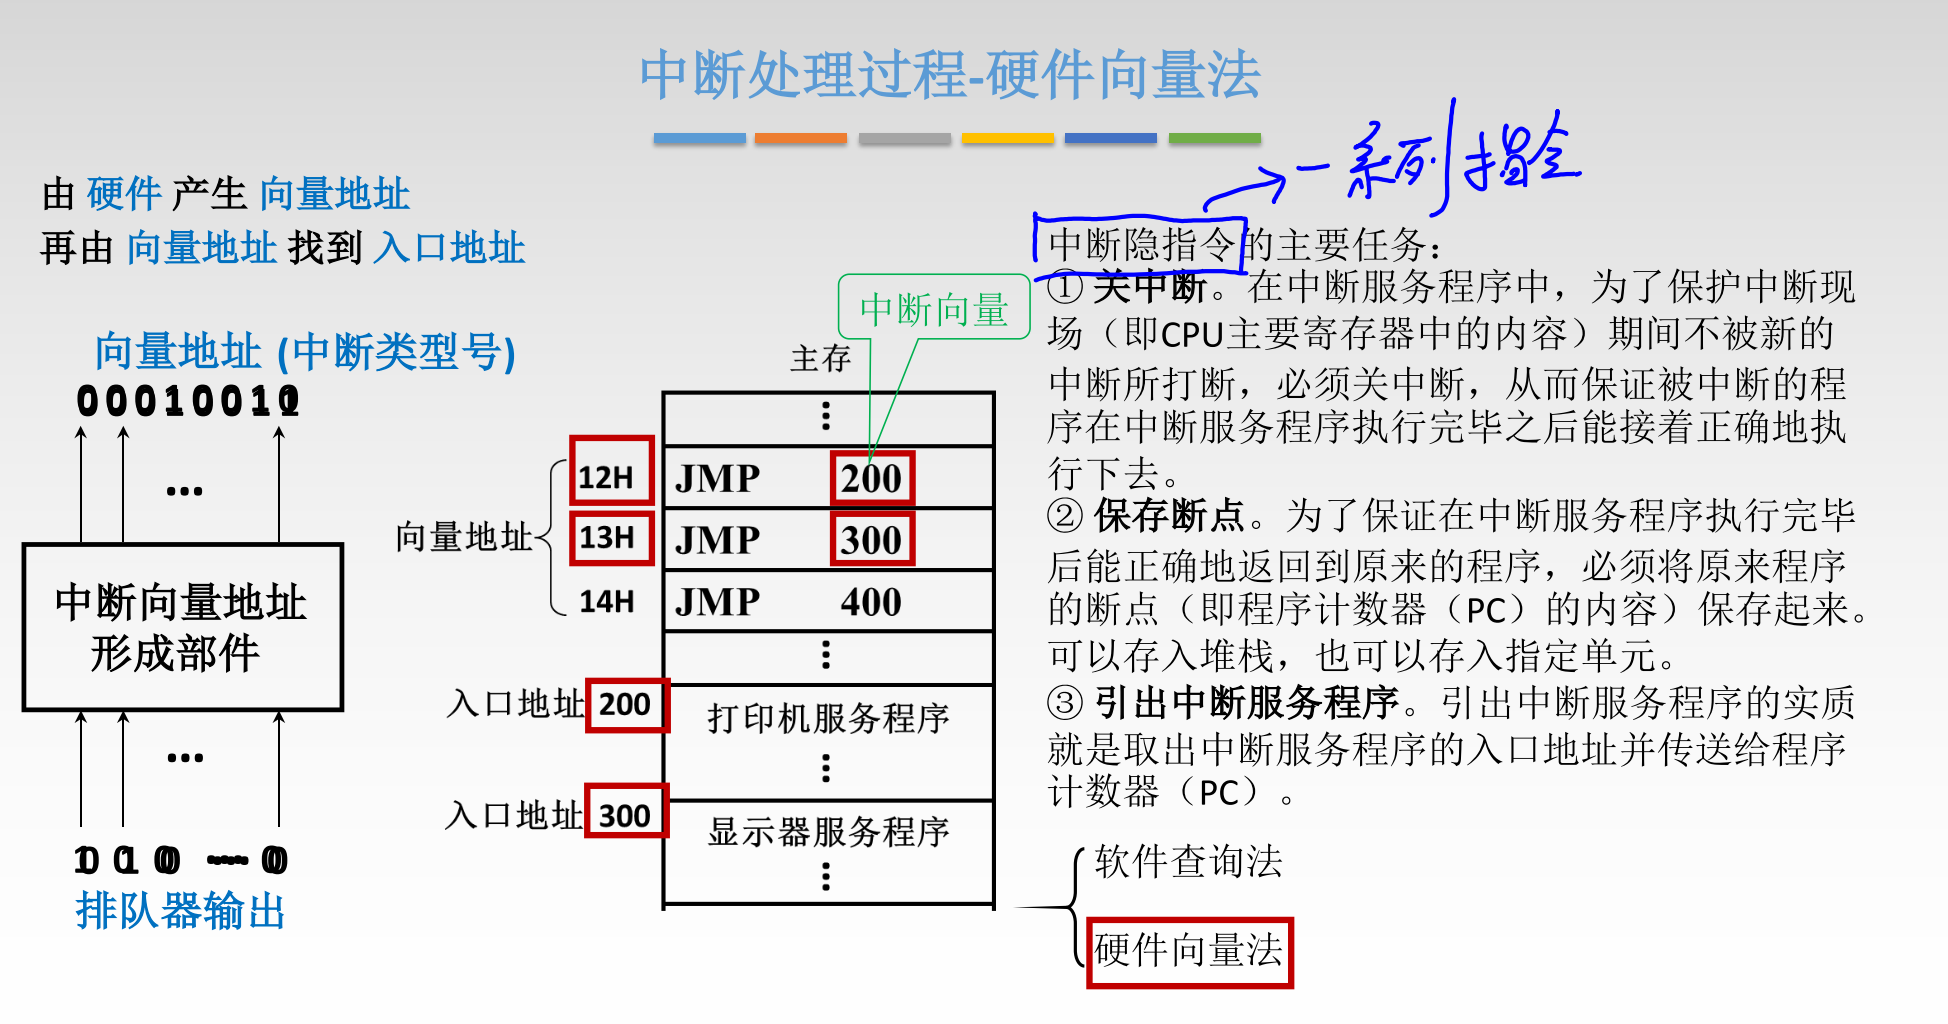 中断处理过程-硬件向量法
一系列指令
由 硬件 产生 向量地址
再由 向量地址 找到 入口地址
向量地址 (中断类型号)
中断向量地址
形成部件
排队器输出
中断向量
主存
向量地址
12H JMP 200
13H JMP 300
14H JMP 400
入口地址 200 打印机服务程序
入口地址 300 显示器服务程序
中断隐指令的主要任务：
① 关中断。在中断服务程序中，为了保护中断现
场（即CPU主要寄存器中的内容）期间不被新的
中断所打断，必须关中断，从而保证被中断的程
序在中断服务程序执行完毕之后能接着正确地执
行下去。
② 保存断点。为了保证在中断服务程序执行完毕
后能正确地返回到原来的程序，必须将原来程序
的断点（即程序计数器（PC）的内容）保存起来。
可以存入堆栈，也可以存入指定单元。
③ 引出中断服务程序。引出中断服务程序的实质
就是取出中断服务程序的入口地址并传送给程序
计数器（PC）。
软件查询法
硬件向量法